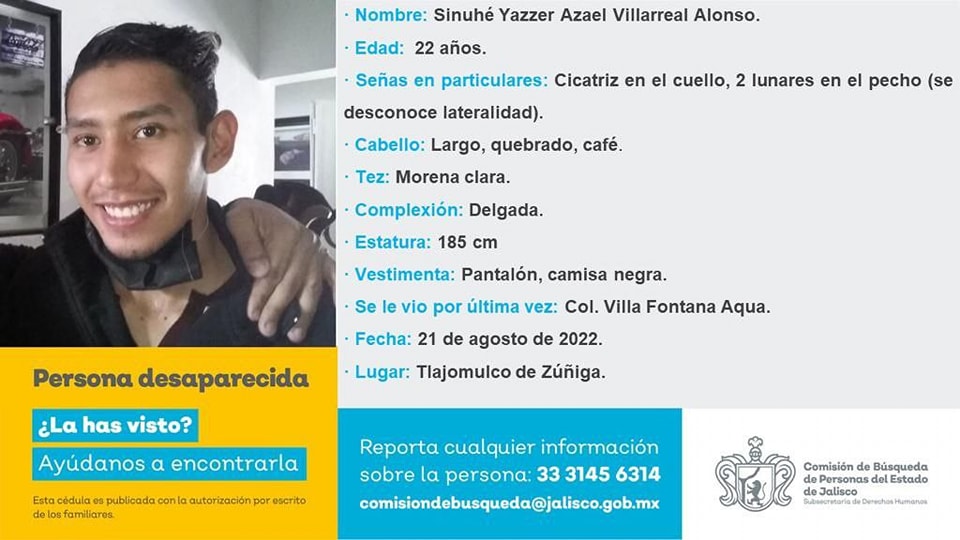 · Nombre: Sinuhé Yazzer Azael Villarreal Alonso.
· Edad: 22 años.
· Señas en particulares: Cicatriz en el cuello, 2 lunares en el pecho (se
desconoce lateralidad).
· Cabello: Largo, quebrado, café.
· Tez: Morena clara.
· Complexión: Delgada.
· Estatura: 185 cm
· Vestimenta: Pantalón, camisa negra.
· Se le vio por última vez: Col. Villa Fontana Aqua.
· Fecha: 21 de agosto de 2022.
· Lugar: Tlajomulco de Zúñiga.
Persona desaparecida
¿La has visto?
Ayúdanos a encontrarla
Esta cédula es publicada con la autorización por escrito
de los familiares.
Reporta cualquier información
sobre la persona: 33 3145 6314
comisiondebusqueda@jalisco.gob.mx
Comisión de Búsqueda
de Personas del Estado
de Jalisco
Subsecretaría de Derechos Humanos